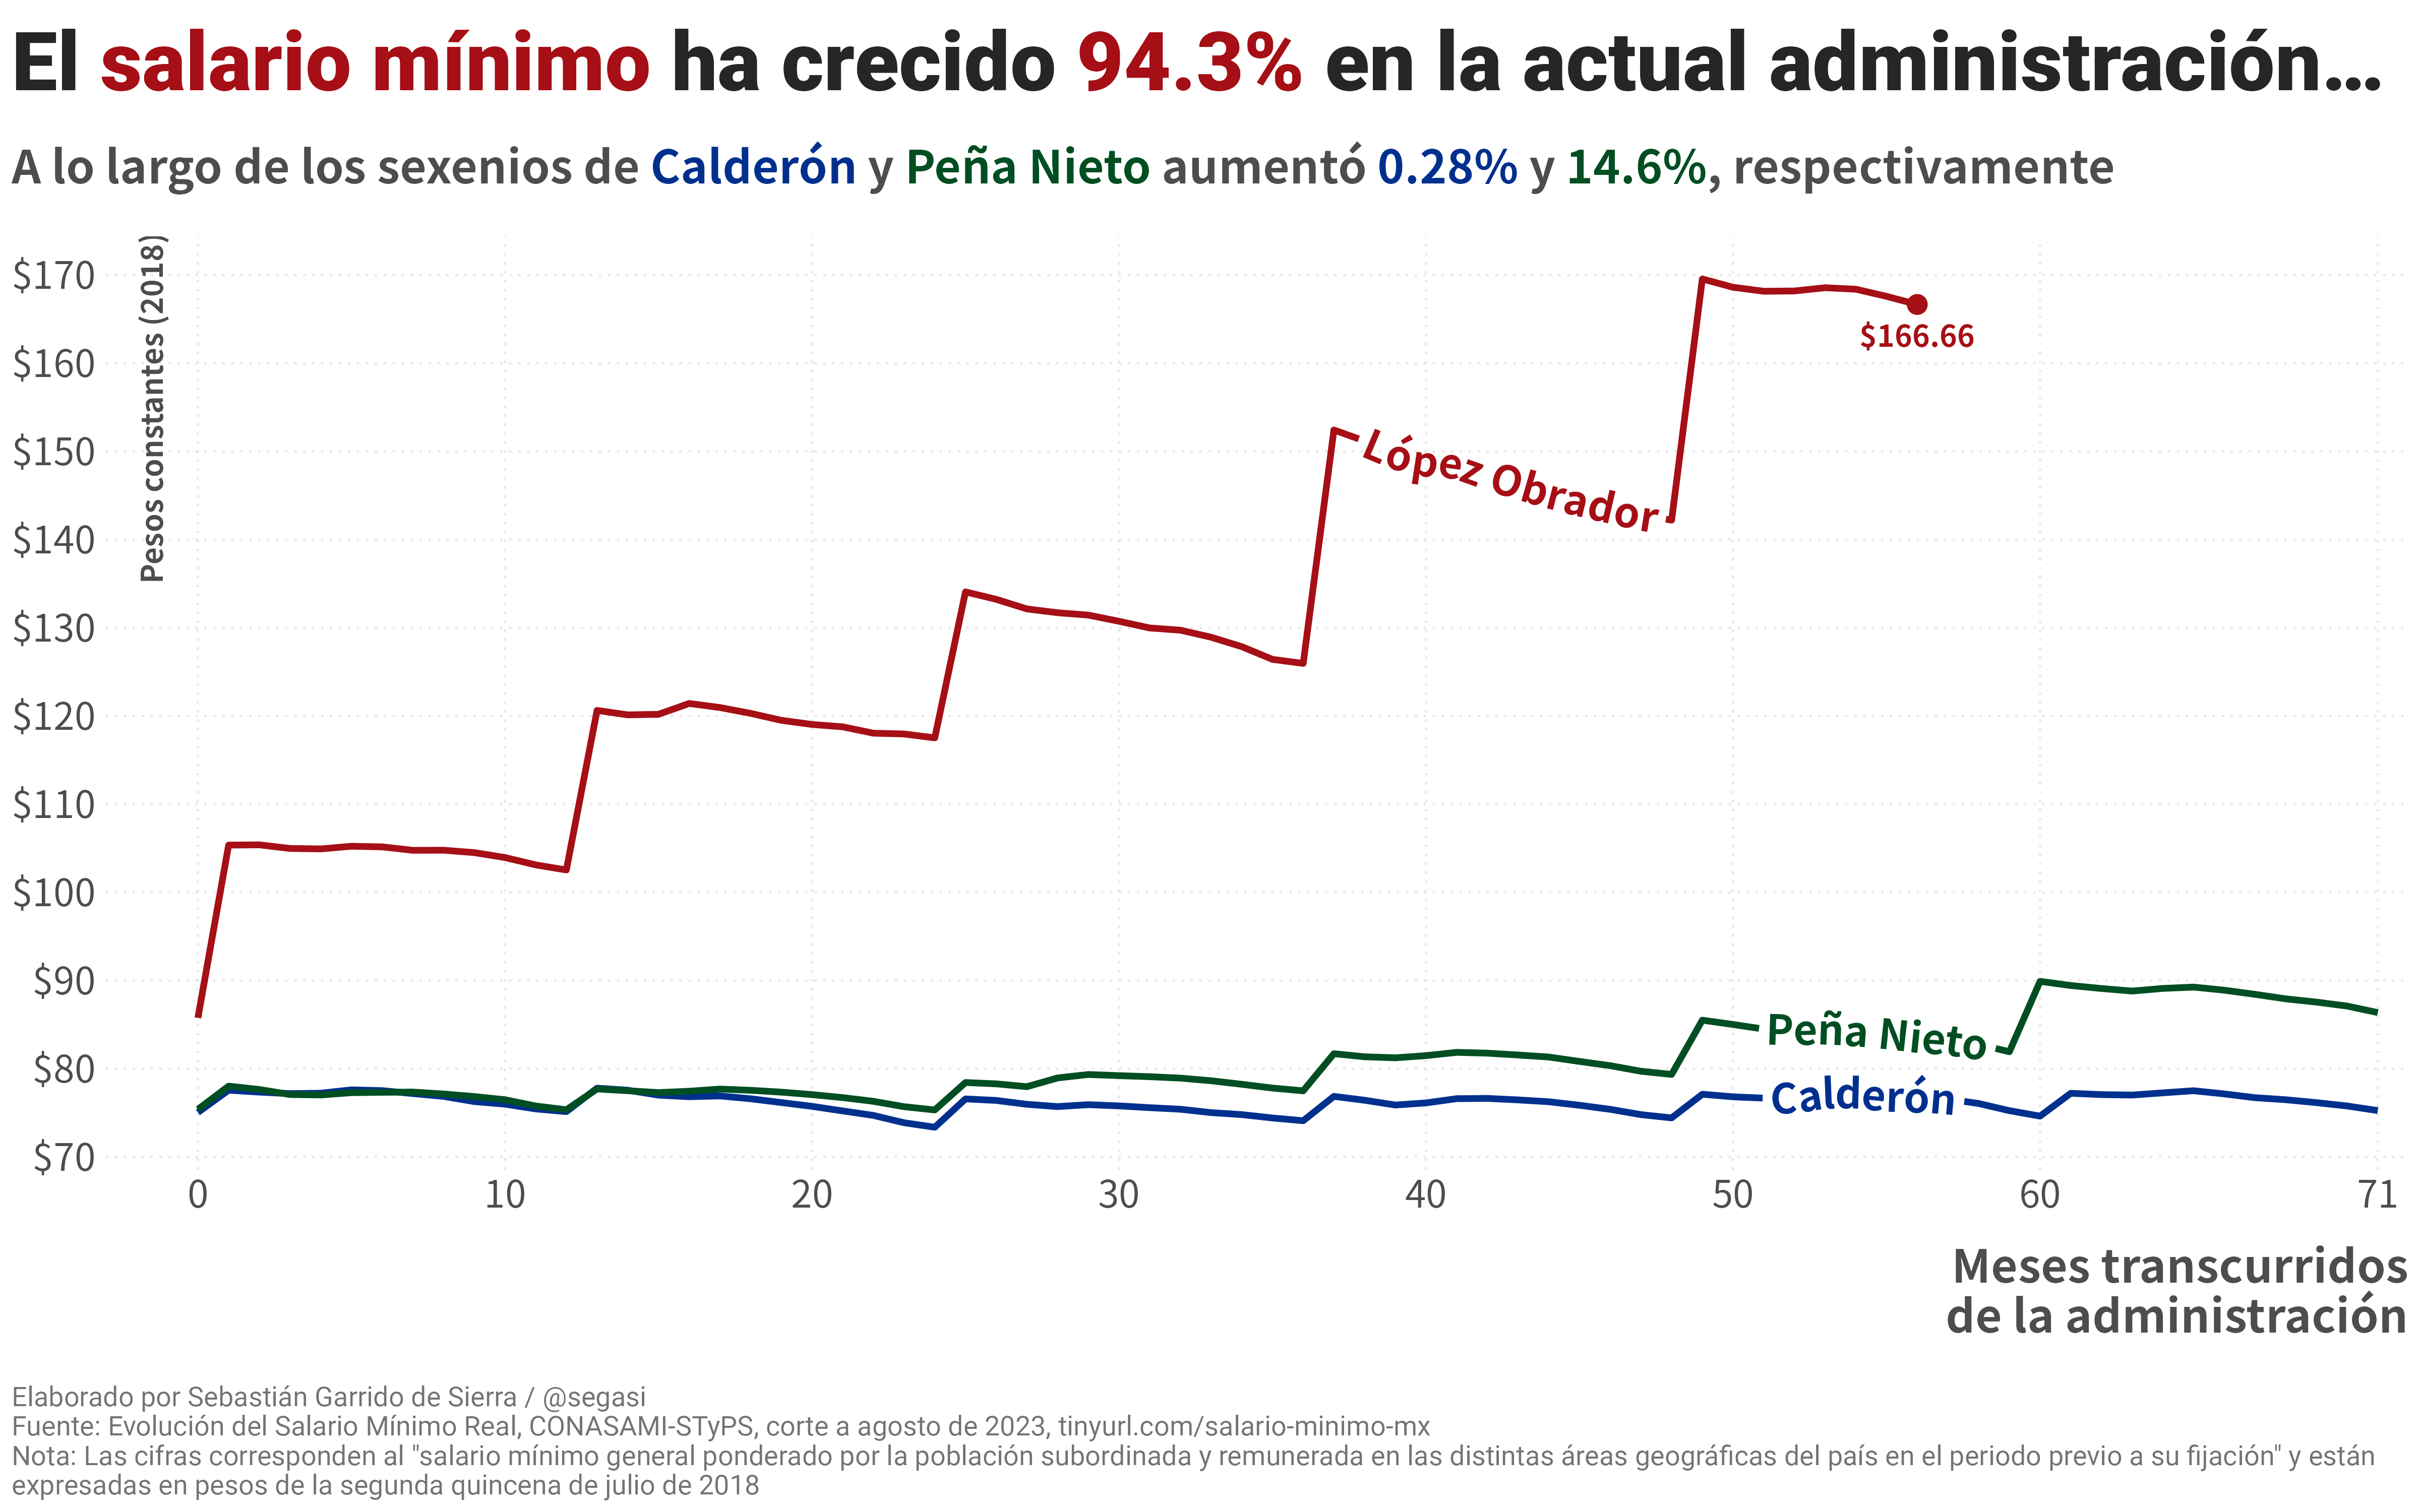 El salario mínimo ha crecido 94.3% en la actual administración...
A lo largo de los sexenios de Calderón y Peña Nieto aumentó 0.28% y 14.6%, respectivamente
Pesos constantes (2018)
$170
$160
$150
$140
$130
$120
$110
$100
$90
$80
$70
$166.66
López Obrador
Peña Nieto
Calderón
0 10 20 30 40 50 60 71
Meses transcurridos
de la administración
Elaborado por Sebastián Garrido de Sierra / @segasi
Fuente: Evolución del Salario Mínimo Real, CONASAMI-STyPS, corte a agosto de 2023, tinyurl.com/salario-minimo-mx
Nota: Las cifras corresponden al "salario mínimo general ponderado por la población subordinada y remunerada en las distintas áreas geográficas del país en el periodo previo a su fijación" y están
expresadas en pesos de la segunda quincena de julio de 2018